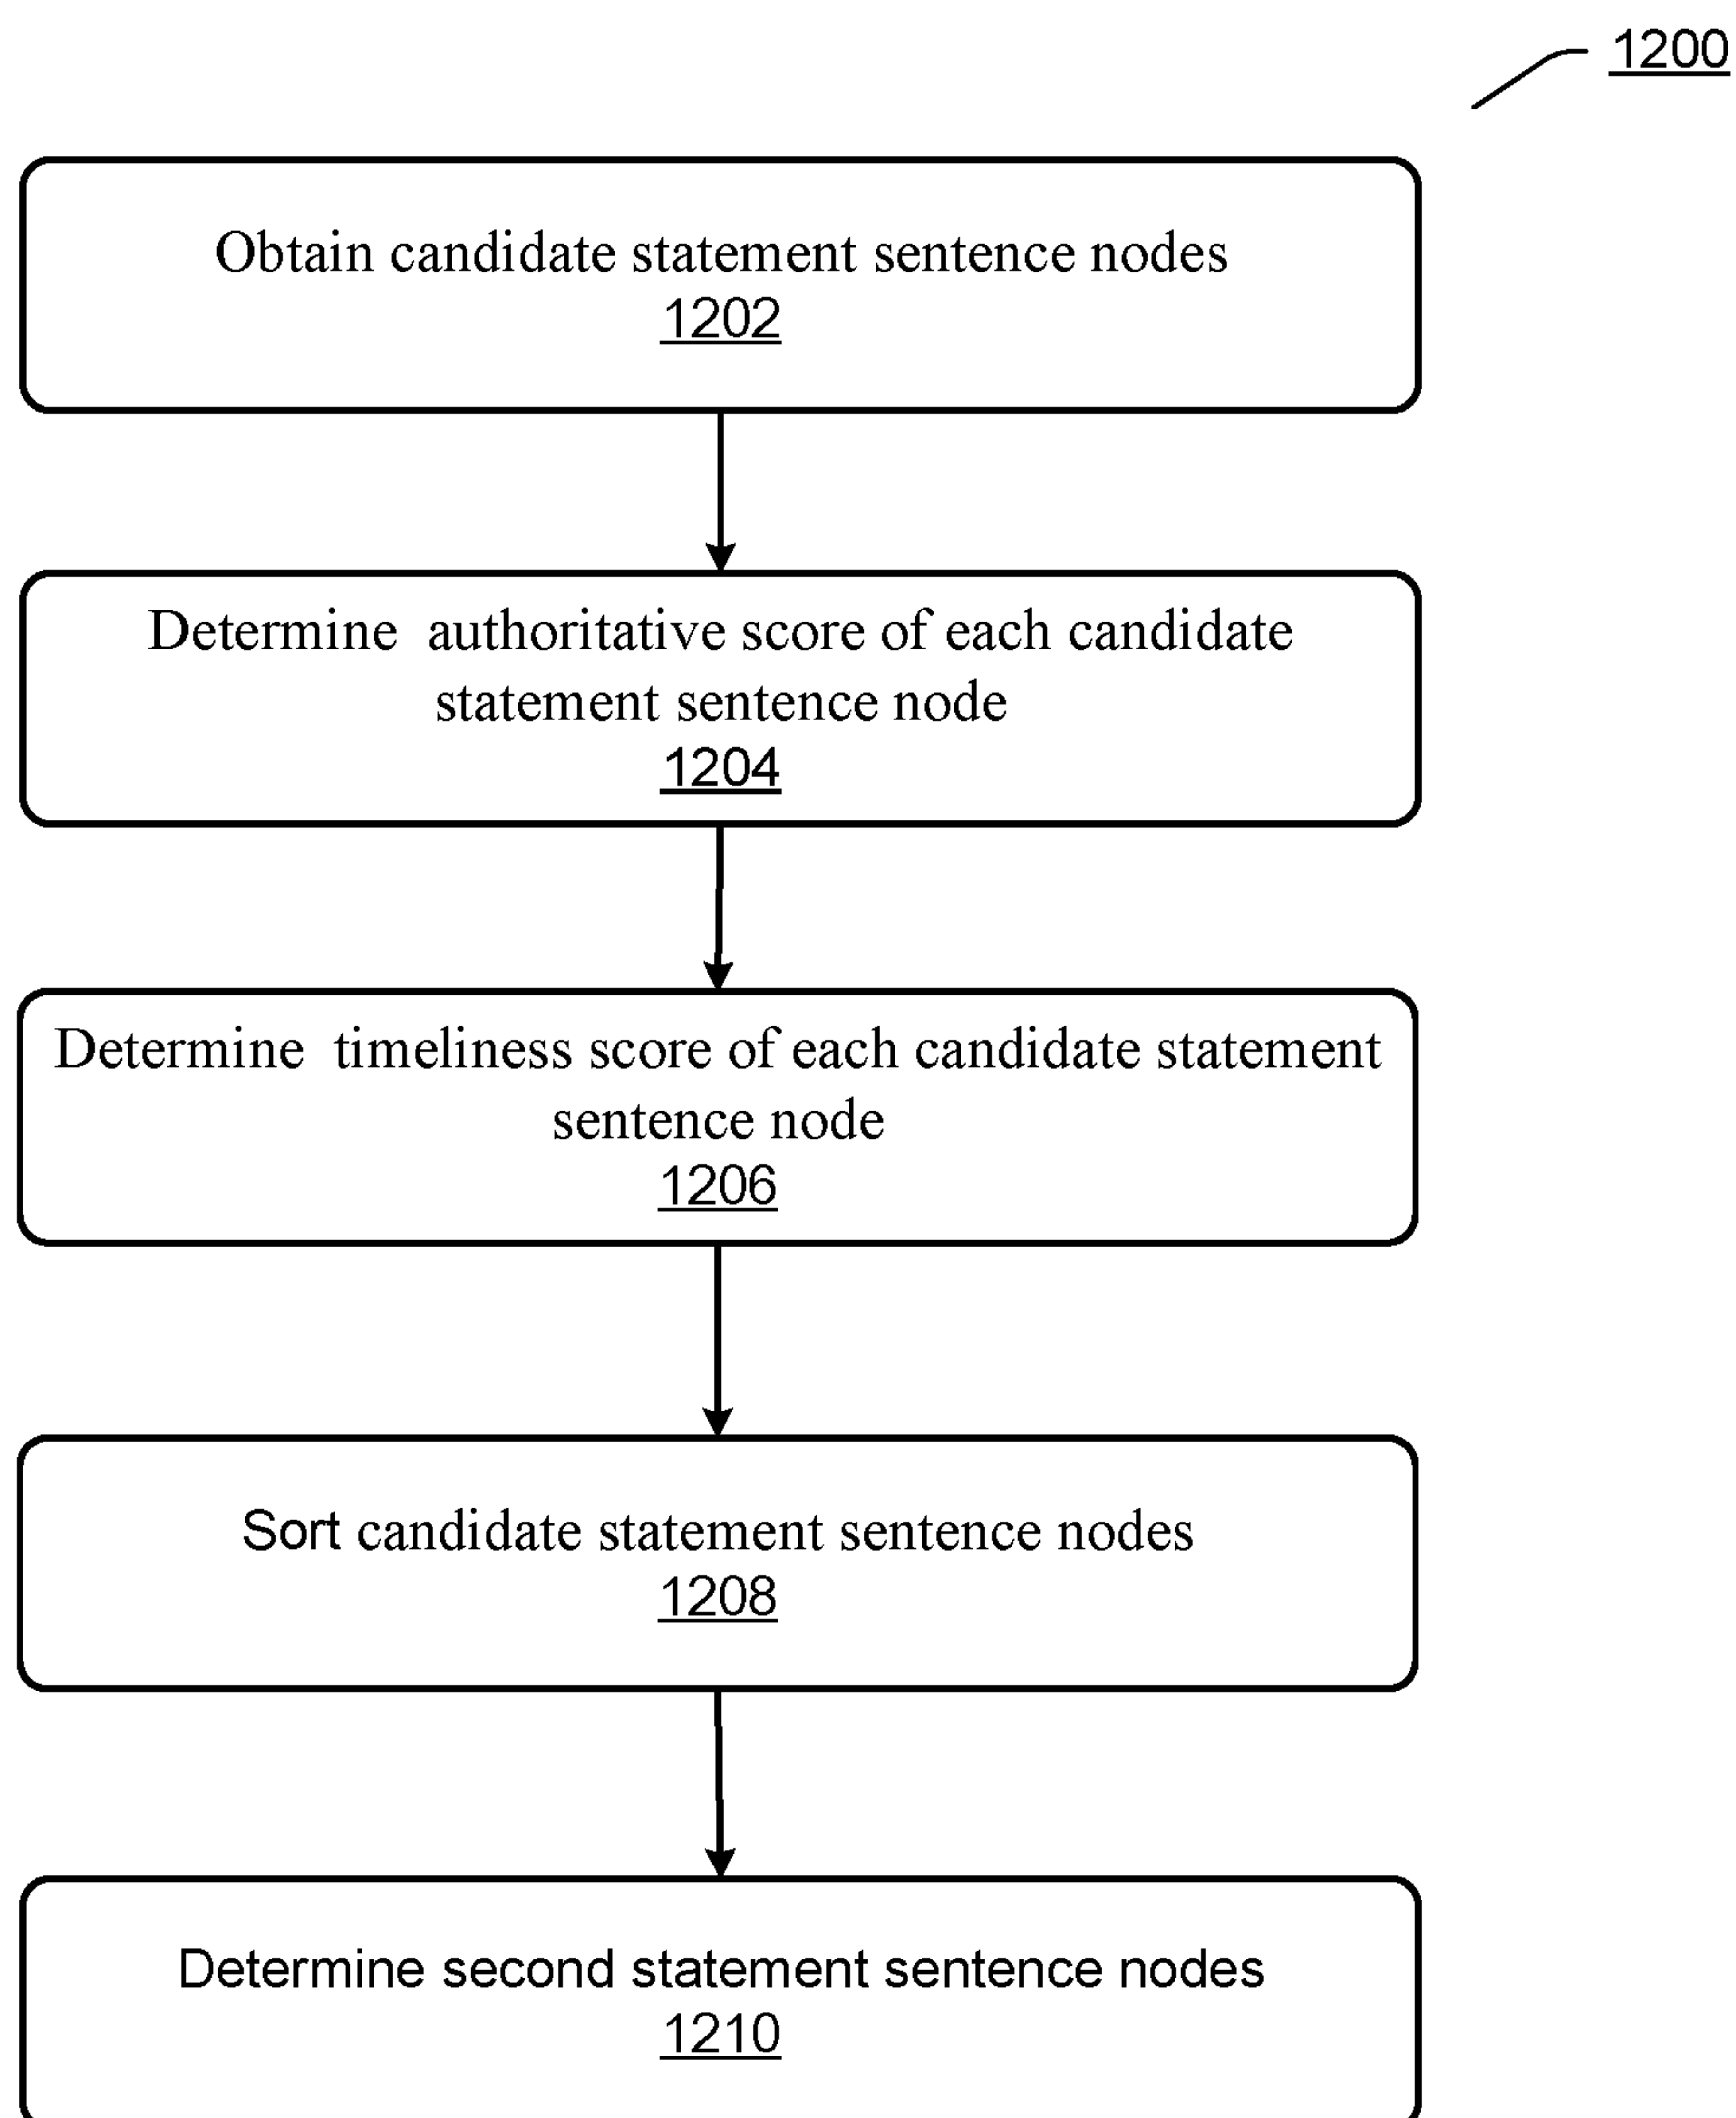 1200
Obtain candidate statement sentence nodes
1202
Determine authoritative score of each candidate
statement sentence node
1204
Determine timeliness score of each candidate statement
sentence node
1206
Sort candidate statement sentence nodes
1208
Determine second statement sentence nodes
1210